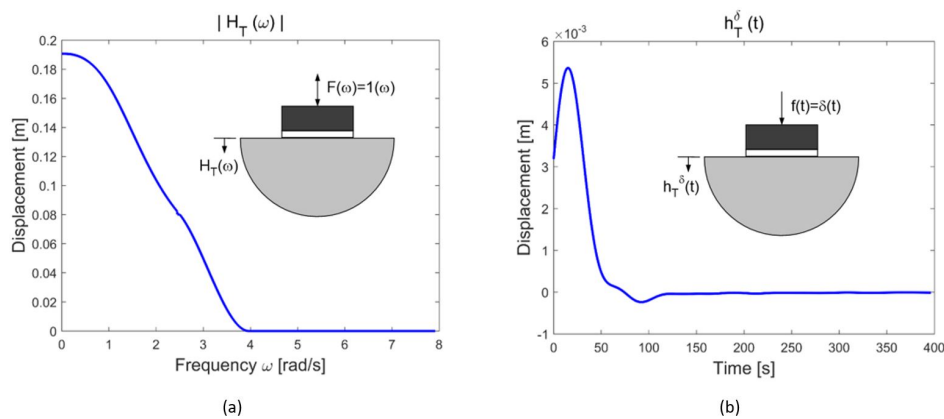 | H_T (ω) |
0.2
0.18
0.16
0.14
0.12
0.1
0.08
0.06
0.04
0.02
0
Displacement [m]
F(ω)=1(ω)
H_T(ω)
0 1 2 3 4 5 6 7 8
Frequency ω [rad/s]
(a)
h_T^δ (t)
×10^-3
6
5
4
3
2
1
0
-1
Displacement [m]
f(t)=δ(t)
h_T^δ(t)
0 50 100 150 200 250 300 350 400
Time [s]
(b)